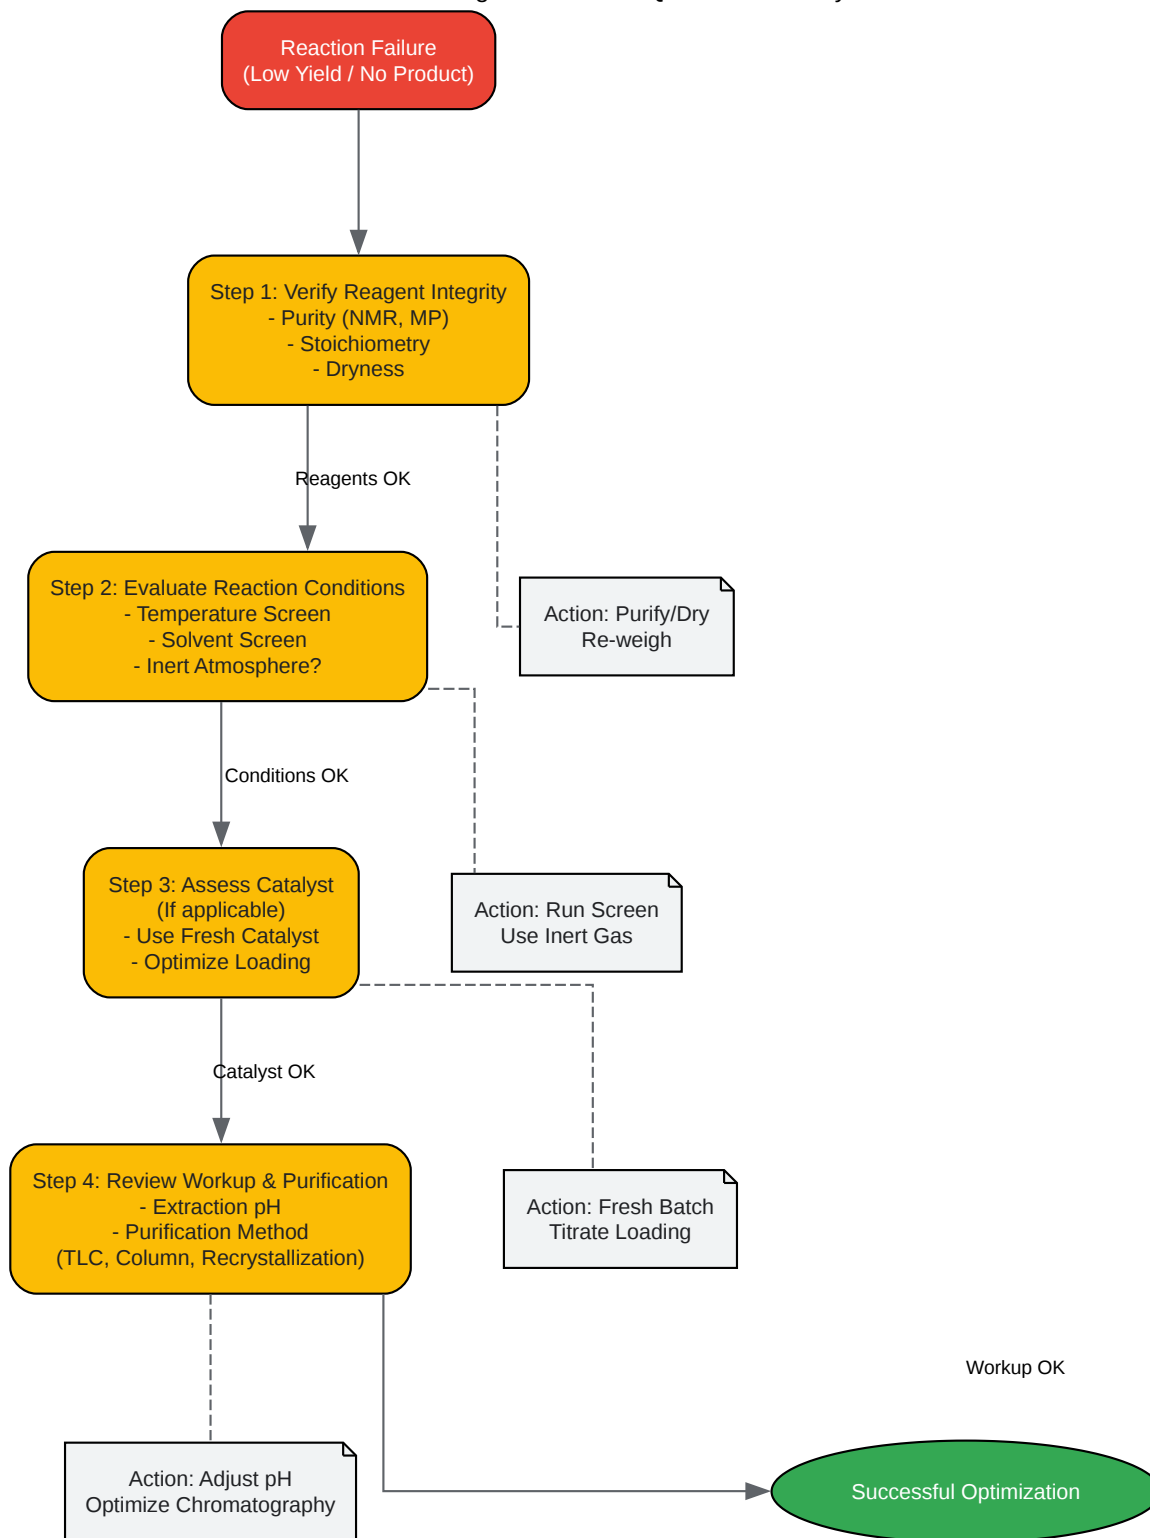 Reaction Failure
(Low Yield / No Product)
Step 1: Verify Reagent Integrity
- Purity (NMR, MP)
- Stoichiometry
- Dryness
Reagents OK
Step 2: Evaluate Reaction Conditions
- Temperature Screen
- Solvent Screen
- Inert Atmosphere?
Action: Purify/Dry
Re-weigh
Conditions OK
Step 3: Assess Catalyst
(If applicable)
- Use Fresh Catalyst
- Optimize Loading
Action: Run Screen
Use Inert Gas
Catalyst OK
Step 4: Review Workup & Purification
- Extraction pH
- Purification Method
(TLC, Column, Recrystallization)
Action: Fresh Batch
Titrate Loading
Workup OK
Action: Adjust pH
Optimize Chromatography
Successful Optimization